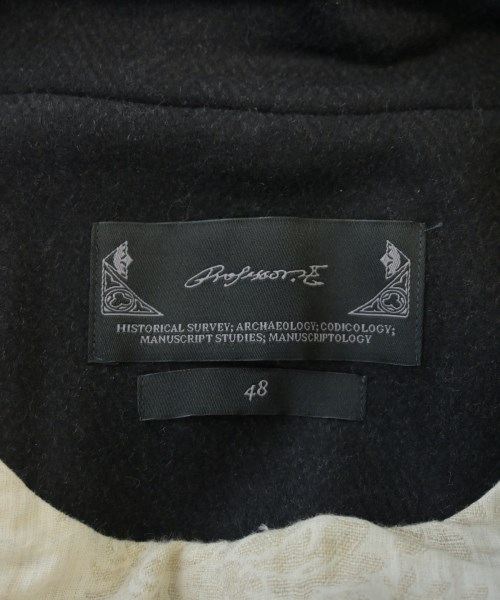 Professor.E
HISTORICAL SURVEY; ARCHAEOLOGY; CODICOLOGY;
MANUSCRIPT STUDIES; MANUSCRIPTOLOGY
48